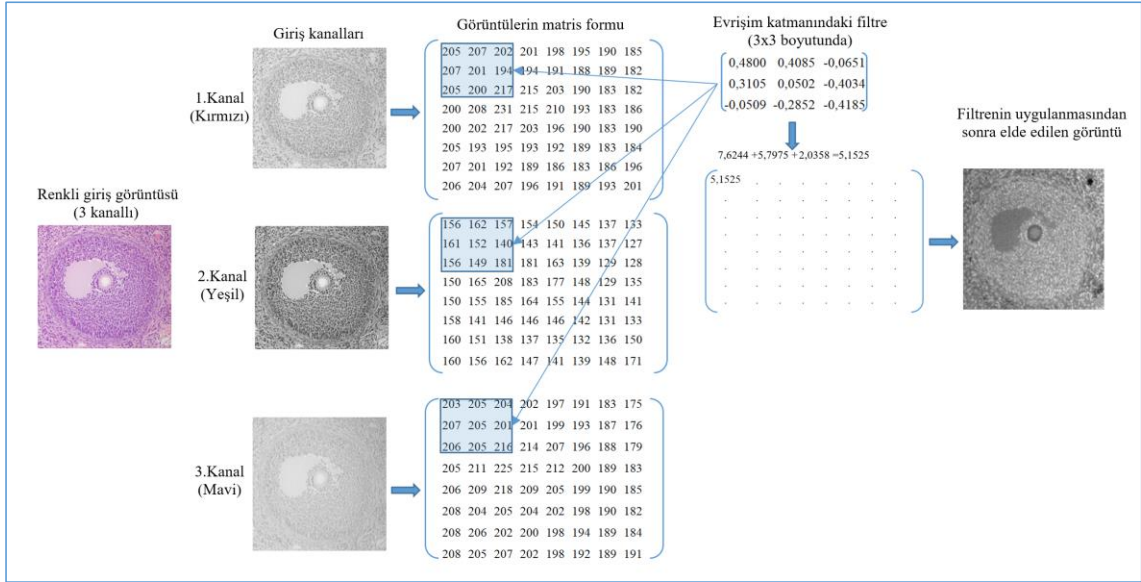 Giriş kanalları
Görüntülerin matris formu
Evrişim katmanındaki filtre
(3x3 boyutunda)
1.Kanal
(Kırmızı)
205 207 202 201 198 195 190 185
207 201 194 194 191 188 189 182
205 200 217 215 203 190 183 182
200 208 231 215 210 193 183 186
200 202 217 203 196 190 183 190
205 193 195 193 192 189 183 184
207 201 192 189 186 183 186 196
206 204 207 196 191 189 193 201
0,4800 0,4085 -0,0651
0,3105 0,0502 -0,4034
-0,0509 -0,2852 -0,4185
7,6244 +5,7975 + 2,0358 =5,1525
5,1525 . . . . . . .
. . . . . . . .
. . . . . . . .
. . . . . . . .
. . . . . . . .
. . . . . . . .
. . . . . . . .
Filtrenin uygulanmasından
sonra elde edilen görüntü
Renkli giriş görüntüsü
(3 kanallı)
2.Kanal
(Yeşil)
156 162 157 154 150 145 137 133
161 152 140 143 141 136 137 127
156 149 181 181 163 139 129 128
150 165 208 183 177 148 129 135
150 155 185 164 155 144 131 141
158 141 146 146 146 142 131 133
160 151 138 137 135 132 136 150
160 156 162 147 141 139 148 171
3.Kanal
(Mavi)
203 205 204 202 197 191 183 175
207 205 201 201 199 193 187 176
206 205 216 214 207 196 188 179
205 211 225 215 212 200 189 183
206 209 218 209 205 199 190 185
208 204 205 204 202 198 190 182
208 206 202 200 198 194 189 184
208 205 207 202 198 192 189 191